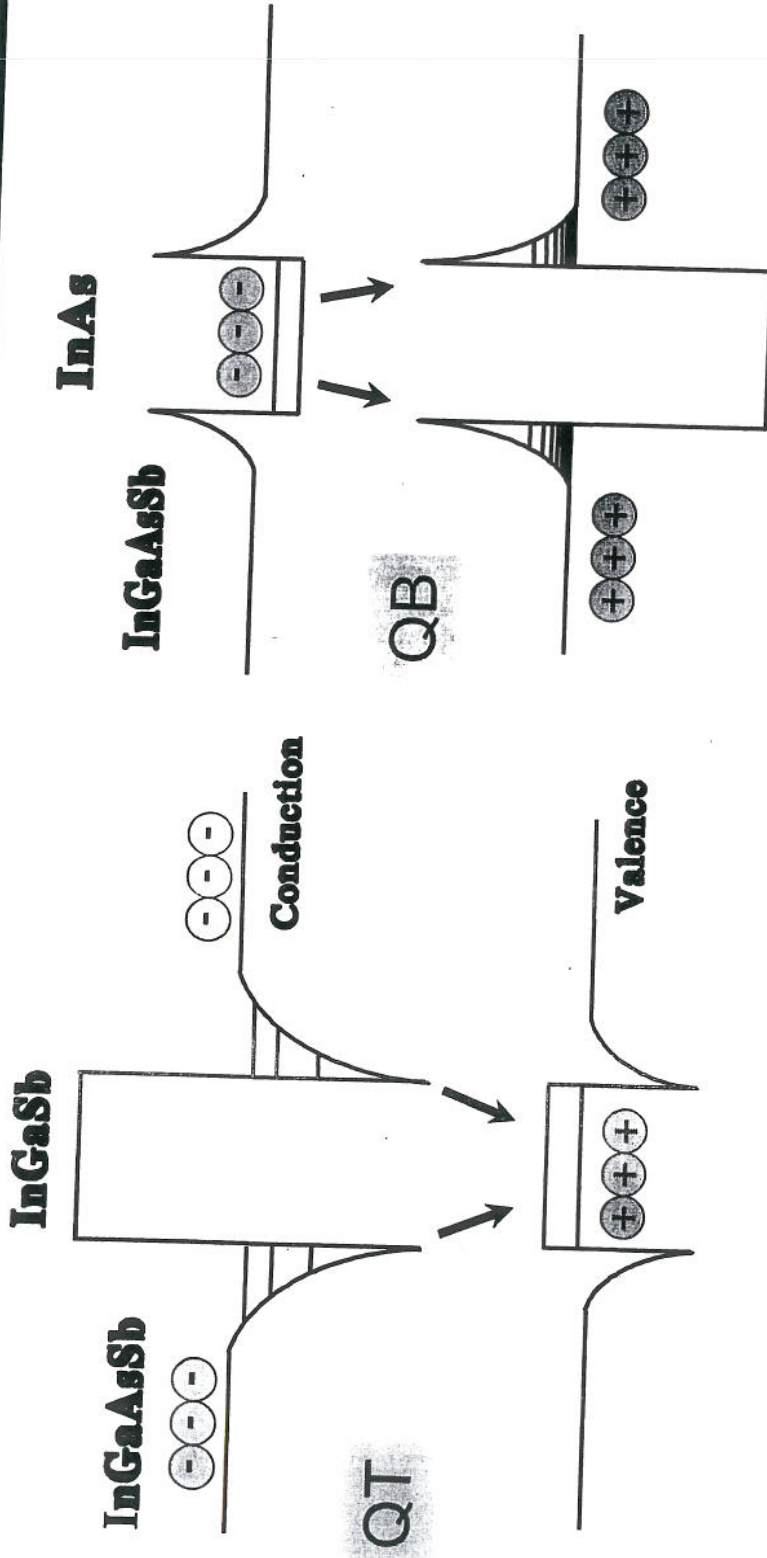 InGaAsSb
InGaSb
- - -
- - -
Conduction
QT
+ + +
Valence
InGaAsSb
InAs
- - -
QB
+ + +
+ + +